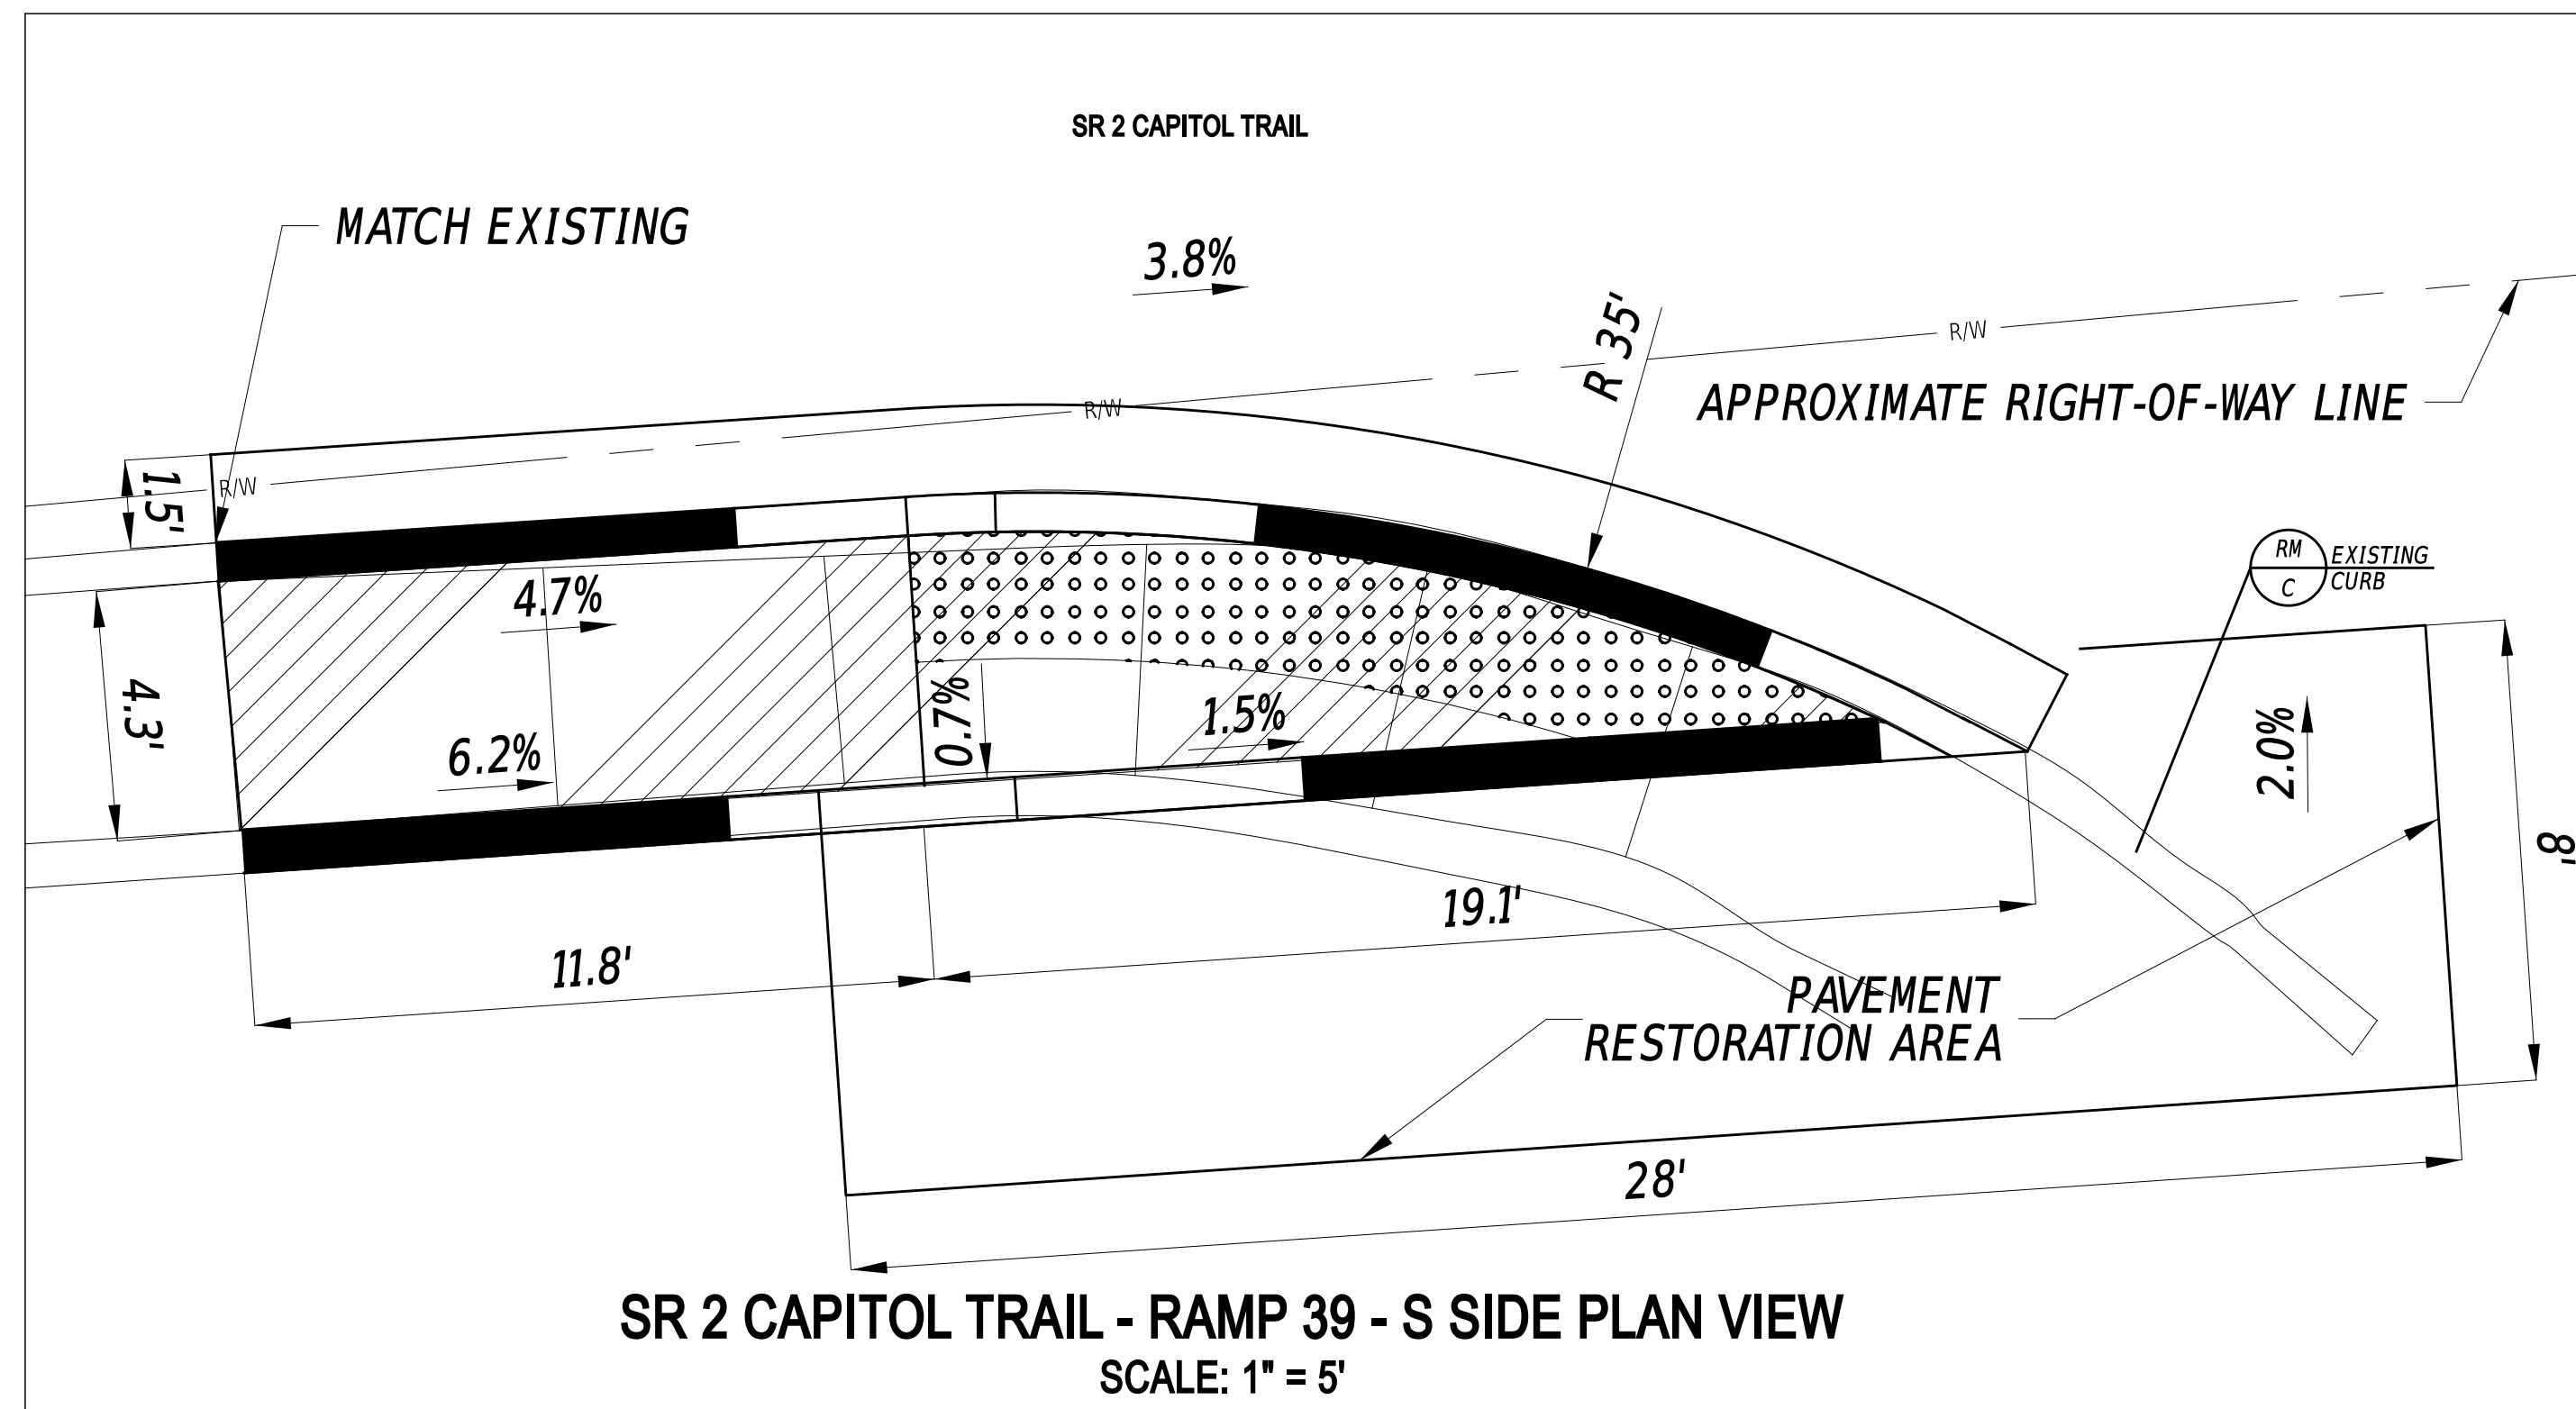 SR 2 CAPITOL TRAIL
MATCH EXISTING
3.8%
R 35'
R/W
APPROXIMATE RIGHT-OF-WAY LINE
R/W
R/W
1.5'
RM
C
EXISTING
CURB
4.7%
4.3'
0.7%
1.5%
6.2%
2.0%
8'
19.1'
11.8'
PAVEMENT
RESTORATION AREA
28'
SR 2 CAPITOL TRAIL - RAMP 39 - S SIDE PLAN VIEW
SCALE: 1" = 5'